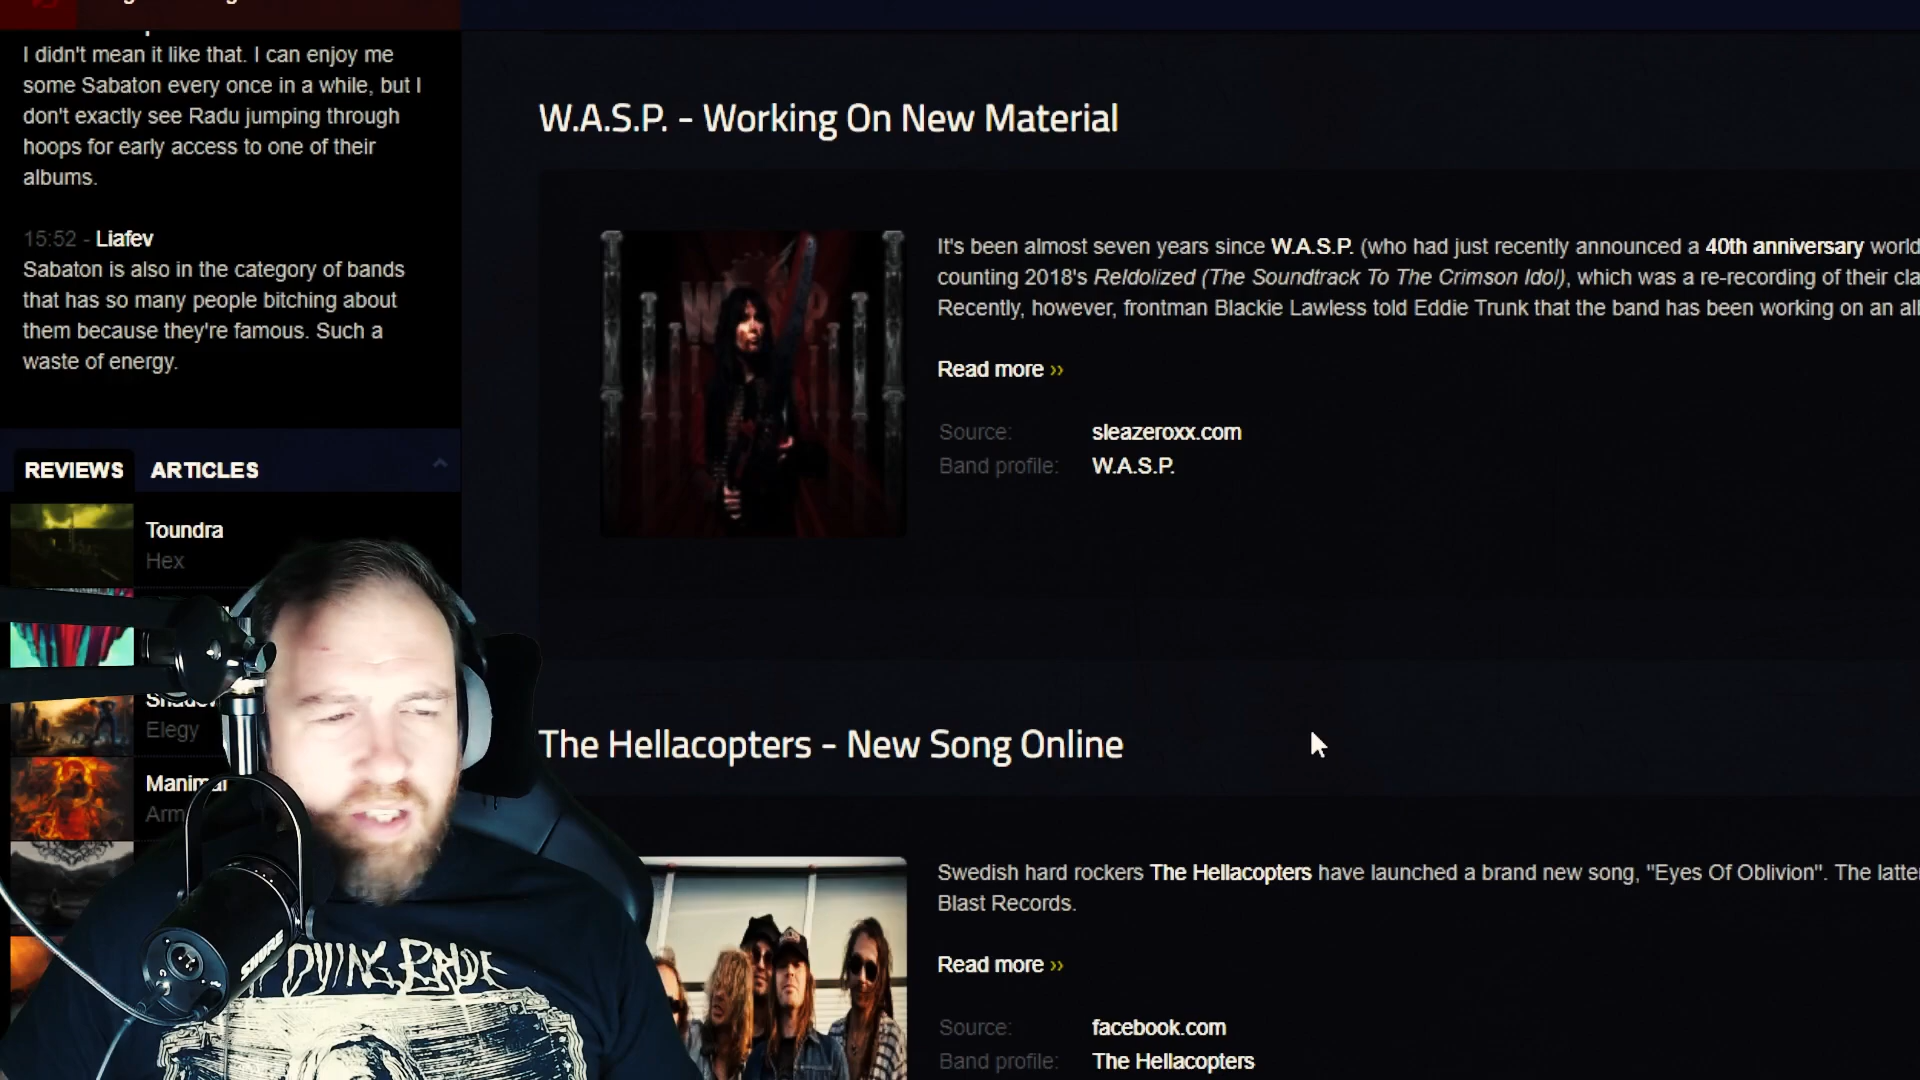 I didn't mean it like that. I can enjoy me
some Sabaton every once in a while, but I
don't exactly see Radu jumping through
hoops for early access to one of their
albums.
15:52 - Liafev
Sabaton is also in the category of bands
that has so many people bitching about
them because they're famous. Such a
waste of energy.
REVIEWS ARTICLES
Toundra
Hex
Elegy
Manimal
W.A.S.P. - Working On New Material
W.A.S.P.
It's been almost seven years since W.A.S.P. (who had just recently announced a 40th anniversary world
counting 2018's ReIdolized (The Soundtrack To The Crimson Idol), which was a re-recording of their cla
Recently, however, frontman Blackie Lawless told Eddie Trunk that the band has been working on an alb
Read more ››
Source: sleazeroxx.com
Band profile: W.A.S.P.
The Hellacopters - New Song Online
Swedish hard rockers The Hellacopters have launched a brand new song, "Eyes Of Oblivion". The latte
Blast Records.
Read more ››
Source: facebook.com
Band profile: The Hellacopters
SHURE
MY DYING BRIDE